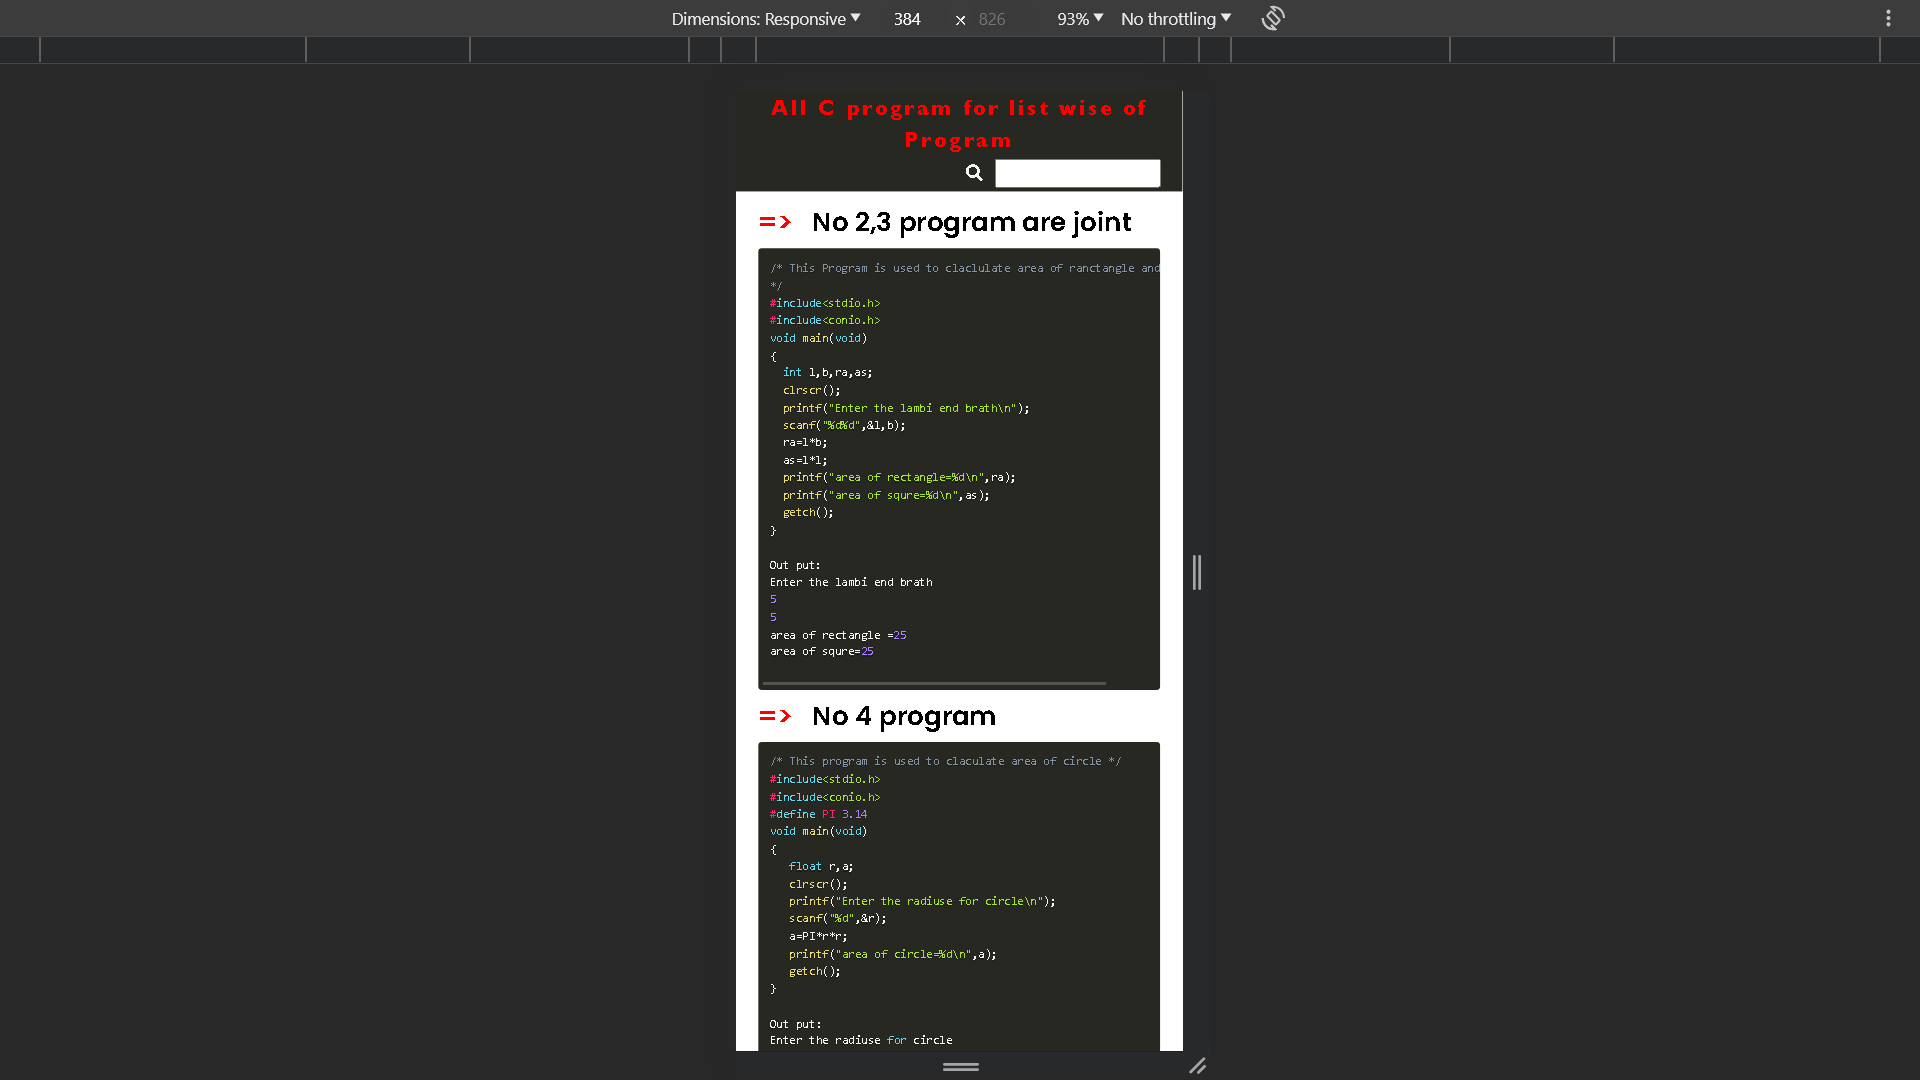 Dimensions: Responsive 384 × 826 93% No throttling
All C program for list wise of
Program
=> No 2,3 program are joint
/* This Program is used to claclulate area of ranctangle and
*/
#include<stdio.h>
#include<conio.h>
void main(void)
{
int l,b,ra,as;
clrscr();
printf("Enter the lambi end brath\n");
scanf("%d%d",&l,b);
ra=l*b;
as=l*l;
printf("area of rectangle=%d\n",ra);
printf("area of squre=%d\n",as);
getch();
}
Out put:
Enter the lambi end brath
5
5
area of rectangle =25
area of squre=25
=> No 4 program
/* This program is used to claculate area of circle */
#include<stdio.h>
#include<conio.h>
#define PI 3.14
void main(void)
{
float r,a;
clrscr();
printf("Enter the radiuse for circle\n");
scanf("%d",&r);
a=PI*r*r;
printf("area of circle=%d\n",a);
getch();
}
Out put:
Enter the radiuse for circle